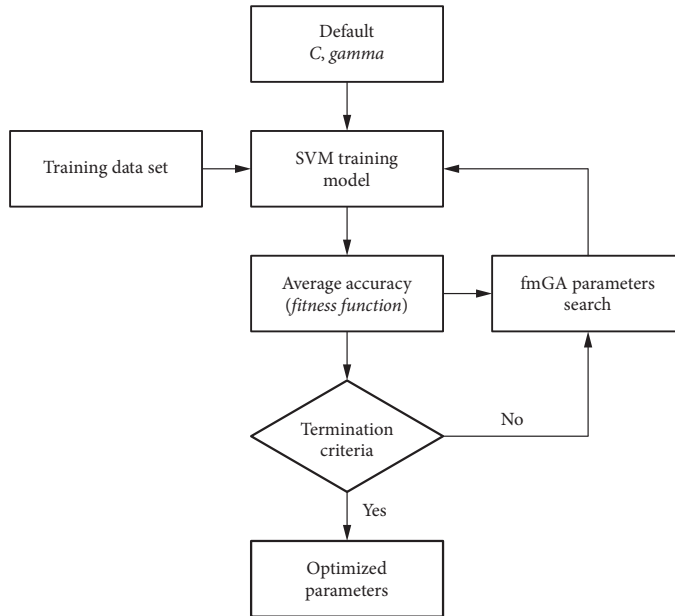 Default
C, gamma
Training data set
SVM training
model
Average accuracy
(fitness function)
fmGA parameters
search
Termination
criteria
No
Yes
Optimized
parameters